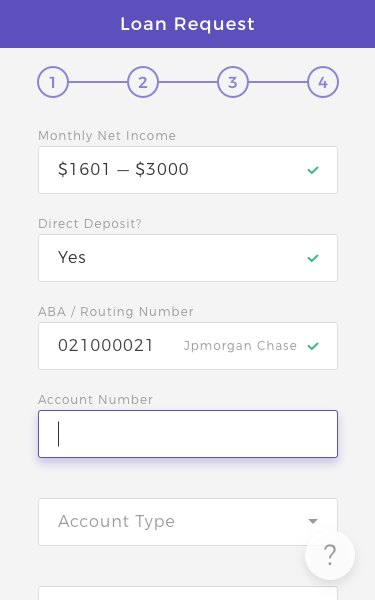 Loan Request
1 2 3 4
Monthly Net Income
$1601 — $3000
Direct Deposit?
Yes
ABA / Routing Number
021000021 Jpmorgan Chase
Account Number
Account Type
?